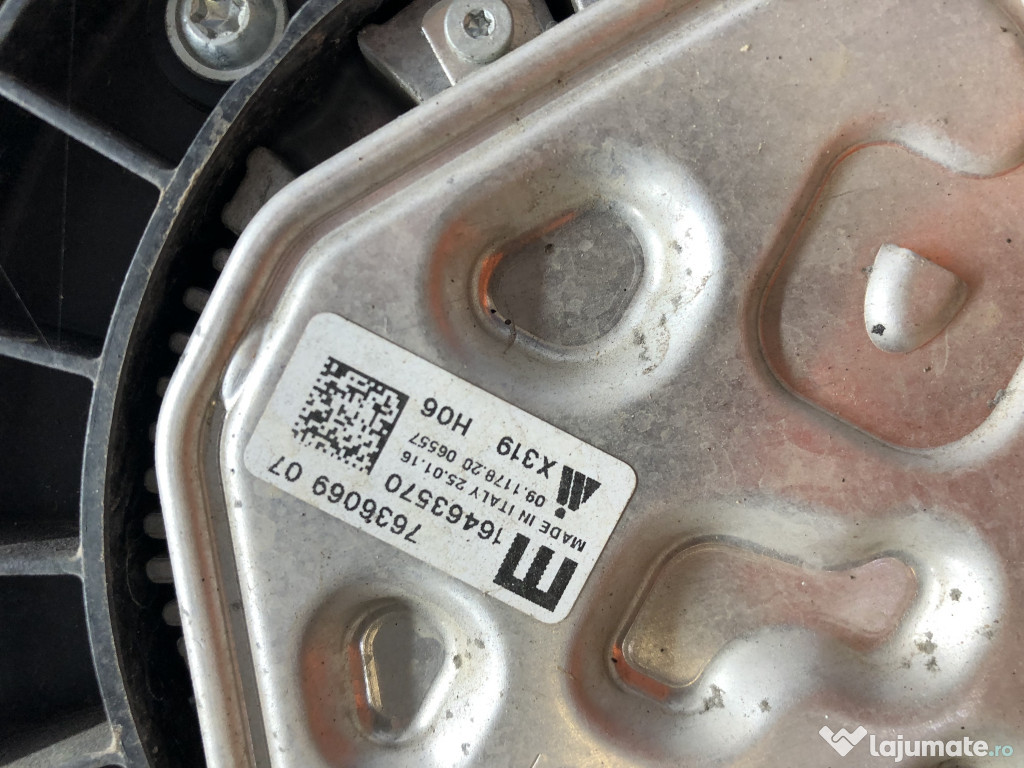 7636069 07
16463570
MADE IN ITALY 25.01.16
09.1178.20 06557
X319 H06
lajumate.ro